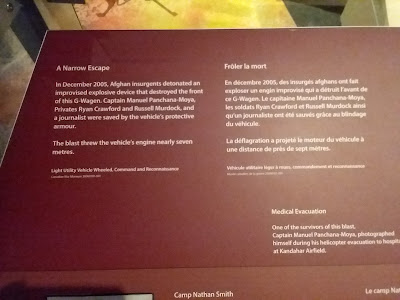 A Narrow Escape
In December 2005, Afghan insurgents detonated an
improvised explosive device that destroyed the front
of this G-Wagen. Captain Manuel Panchana-Moya,
Privates Ryan Crawford and Russell Murdock, and
a journalist were saved by the vehicle's protective
armour.
The blast threw the vehicle's engine nearly seven
metres.
Light Utility Vehicle Wheeled, Command and Reconnaissance
Frôler la mort
En décembre 2005, des insurgés afghans ont fait
exploser un engin improvisé qui a détruit l'avant de
ce G-Wagen. Le capitaine Manuel Panchana-Moya,
les soldats Ryan Crawford et Russell Murdock ainsi
qu'un journaliste ont été sauvés grâce au blindage
du véhicule.
La déflagration a projeté le moteur du véhicule à
une distance de près de sept mètres.
Véhicule utilitaire léger à roues, commandement et reconnaissance
Medical Evacuation
One of the survivors of this blast,
Captain Manuel Panchana-Moya, photographed
himself during his helicopter evacuation to
at Kandahar Airfield.
Camp Nathan Smith
Le camp